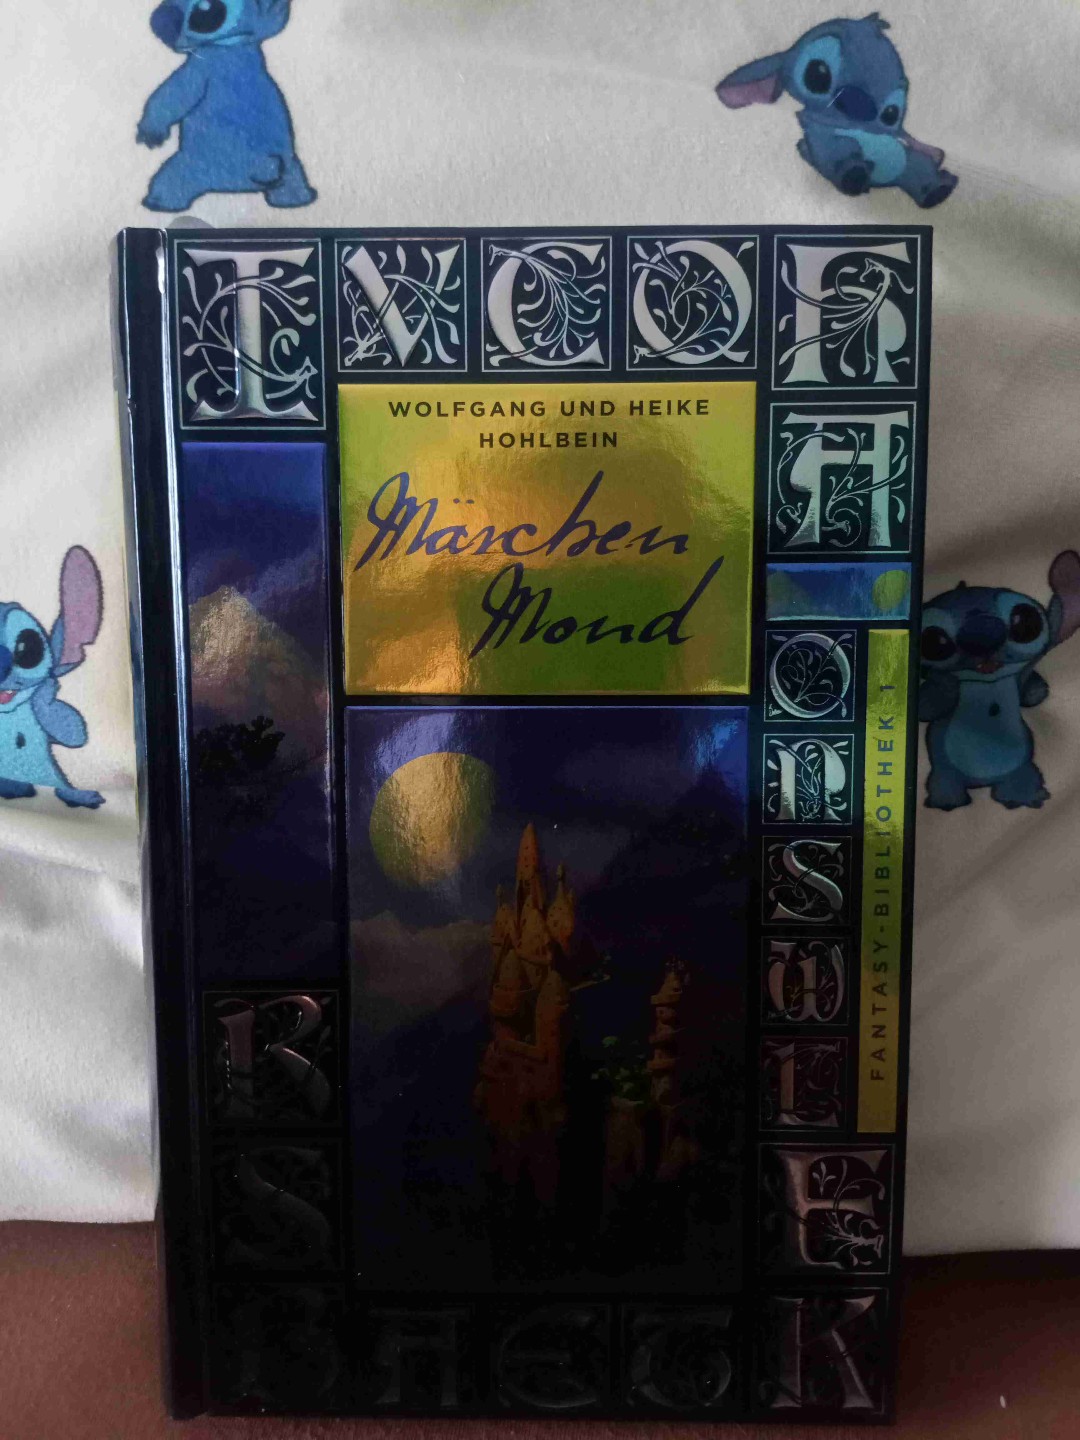 I V C Q H
WOLFGANG UND HEIKE
HOHLBEIN
Märchen
Mond
A
O
R
S
W
L
FANTASY-BIBLIOTHEK 1
R
S
E
A E T K